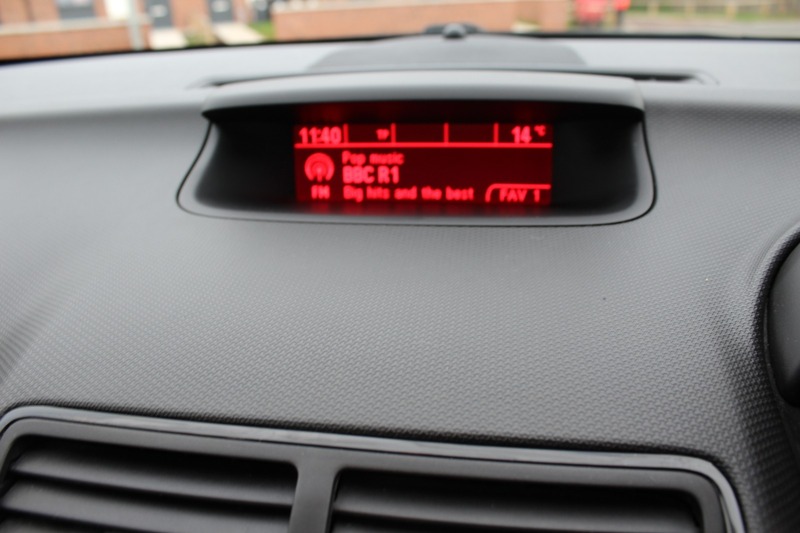 11:40 TP 14 °C
Pop music
BBC R1
FM Big hits and the best FAV 1